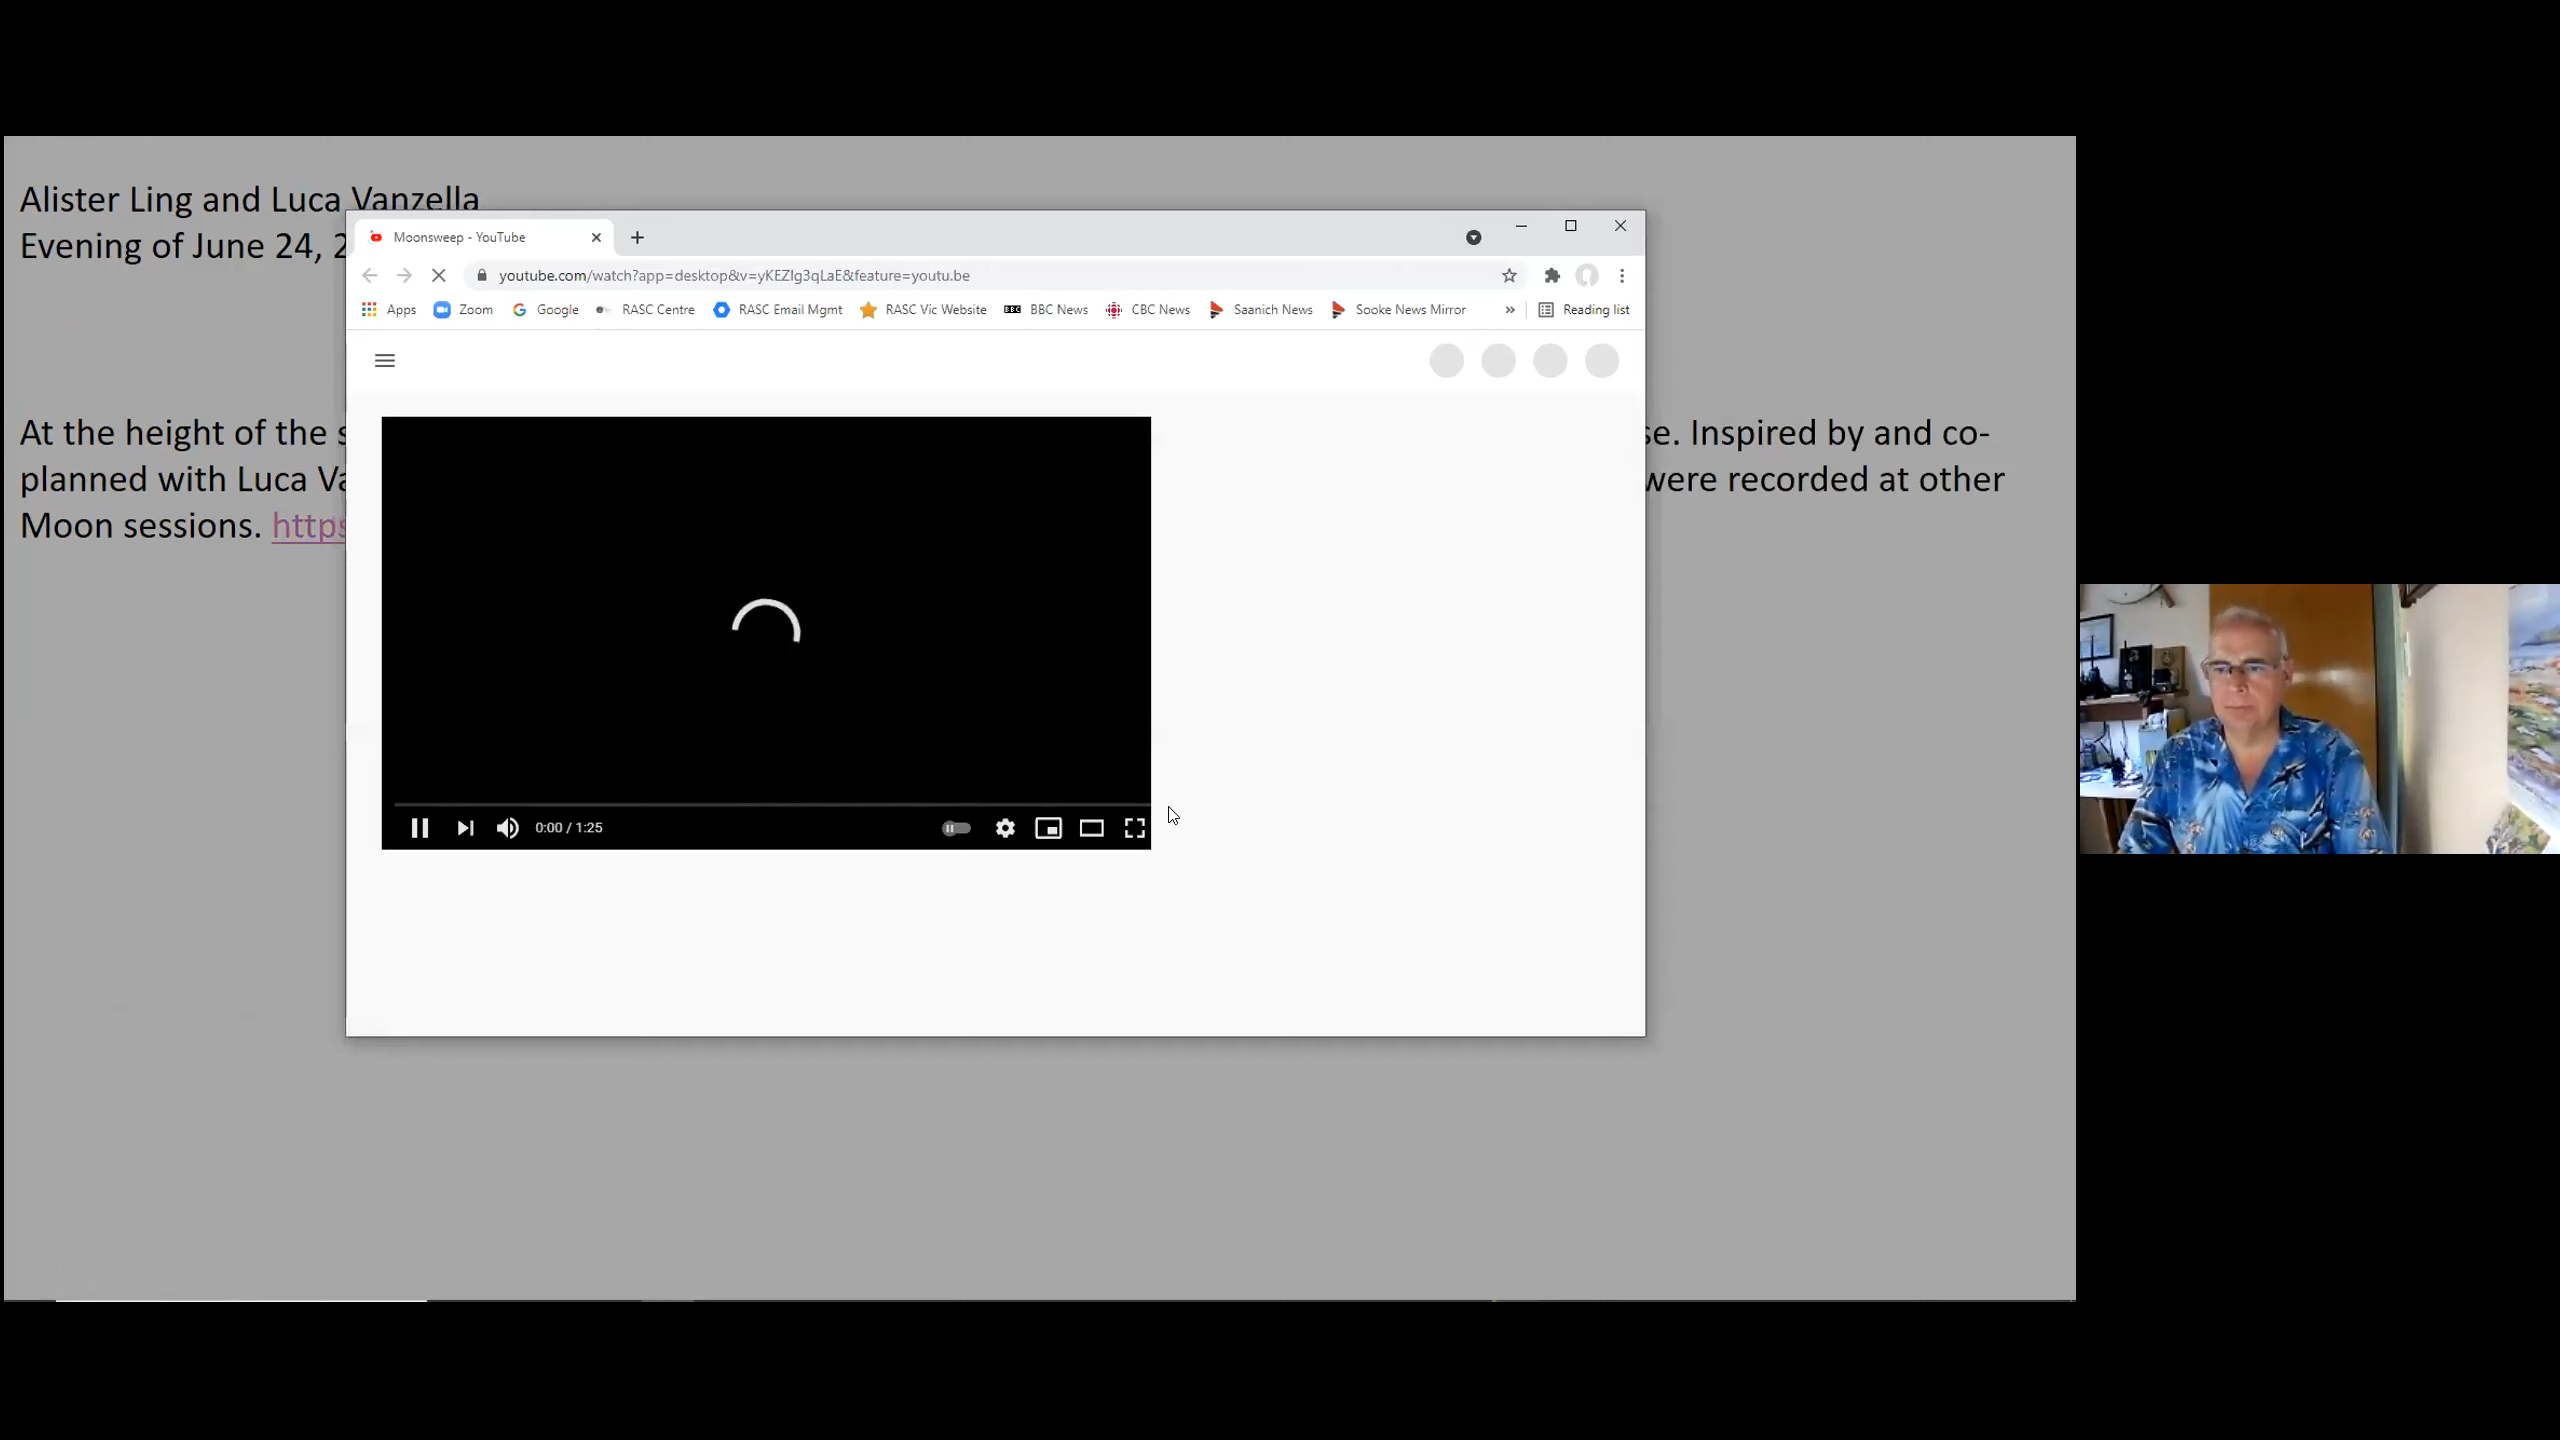 Alister Ling and Luca Vanzella
Evening of June 24, 2
Moonsweep - YouTube
youtube.com/watch?app=desktop&v=yKEZIg3qLaE&feature=youtu.be
Apps Zoom Google RASC Centre RASC Email Mgmt RASC Vic Website BBC News CBC News Saanich News Sooke News Mirror » Reading list
At the height of the s se. Inspired by and co-
planned with Luca Va were recorded at other
Moon sessions. https
0:00 / 1:25